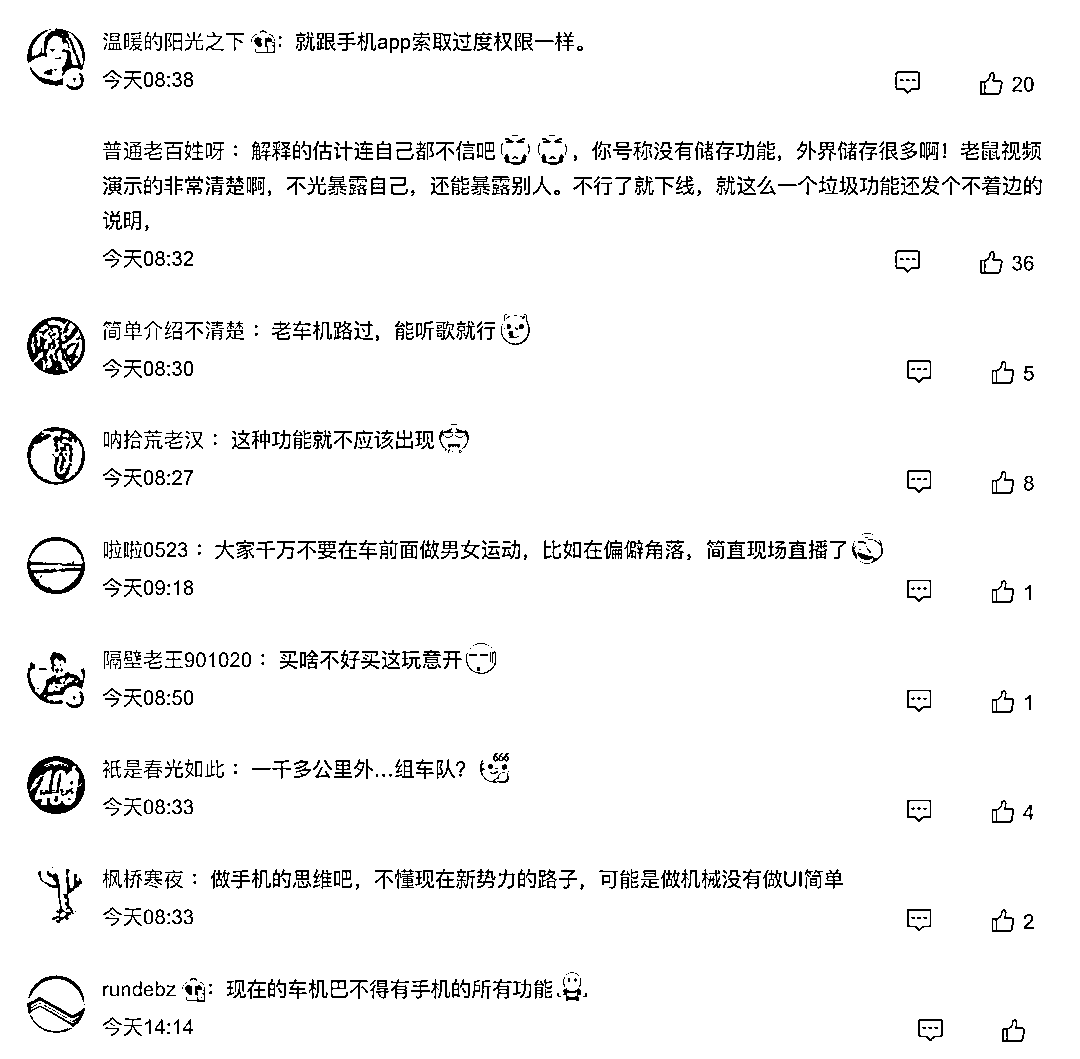 温暖的阳光之下：就跟手机app索取过度权限一样。
今天08:38
20
普通老百姓呀：解释的估计连自己都不信吧，你号称没有储存功能，外界储存很多啊！老鼠视频
演示的非常清楚啊，不光暴露自己，还能暴露别人。不行了就下线，就这么一个垃圾功能还发个不着边的
说明，
今天08:32
36
简单介绍不清楚：老车机路过，能听歌就行
今天08:30
5
呐拾荒老汉：这种功能就不应该出现
今天08:27
8
啦啦0523：大家千万不要在车前面做男女运动，比如在偏僻角落，简直现场直播了
今天09:18
1
隔壁老王901020：买啥不好买这玩意开
今天08:50
1
祇是春光如此：一千多公里外...组车队？
今天08:33
4
枫桥寒夜：做手机的思维吧，不懂现在新势力的路子，可能是做机械没有做UI简单
今天08:33
2
rundebz：现在的车机巴不得有手机的所有功能
今天14:14